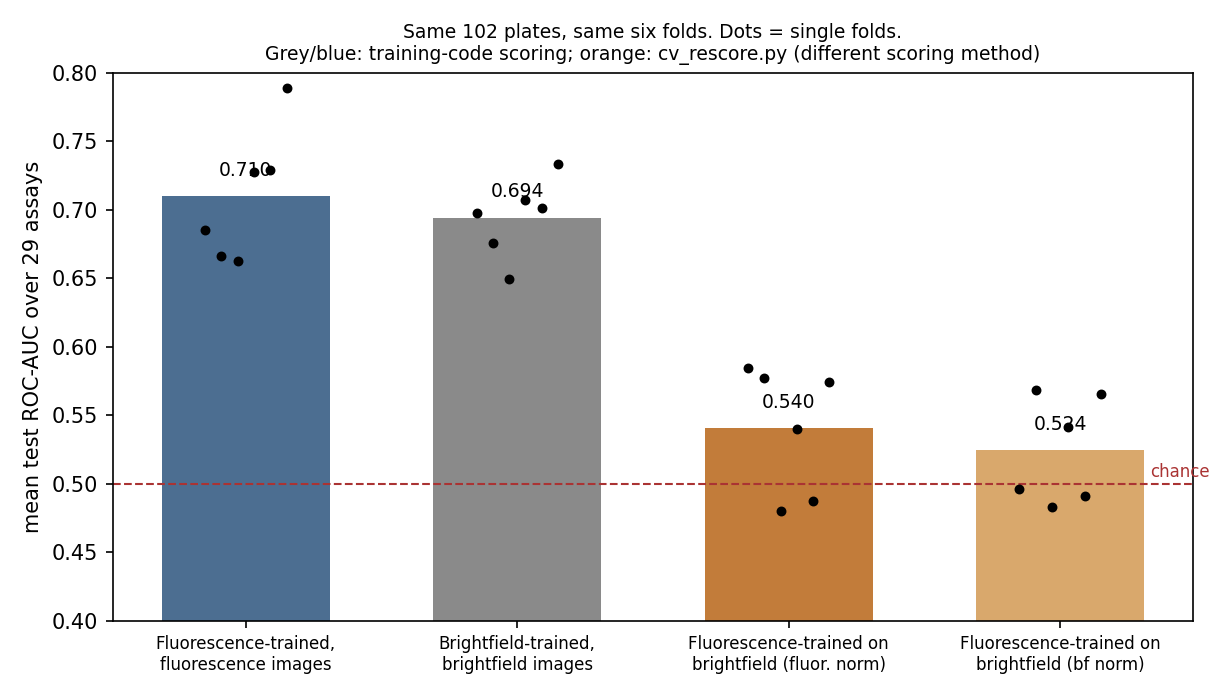 Same 102 plates, same six folds. Dots = single folds.
Grey/blue: training-code scoring; orange: cv_rescore.py (different scoring method)
mean test ROC-AUC over 29 assays
0.80
0.75
0.70
0.65
0.60
0.55
0.50
0.45
0.40
0.710
0.694
0.540
0.524
chance
Fluorescence-trained,
fluorescence images
Brightfield-trained,
brightfield images
Fluorescence-trained on
brightfield (fluor. norm)
Fluorescence-trained on
brightfield (bf norm)